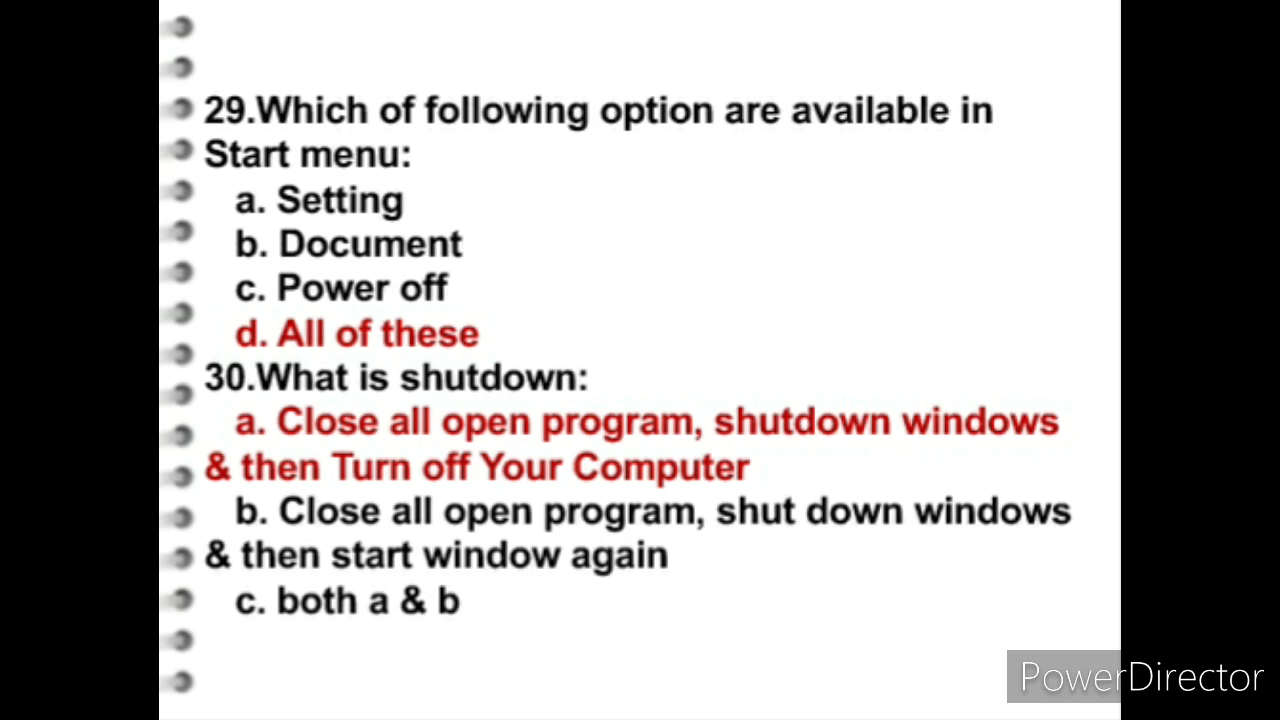 29.Which of following option are available in
Start menu:
a. Setting
b. Document
c. Power off
d. All of these
30.What is shutdown:
a. Close all open program, shutdown windows
& then Turn off Your Computer
b. Close all open program, shut down windows
& then start window again
c. both a & b
PowerDirector